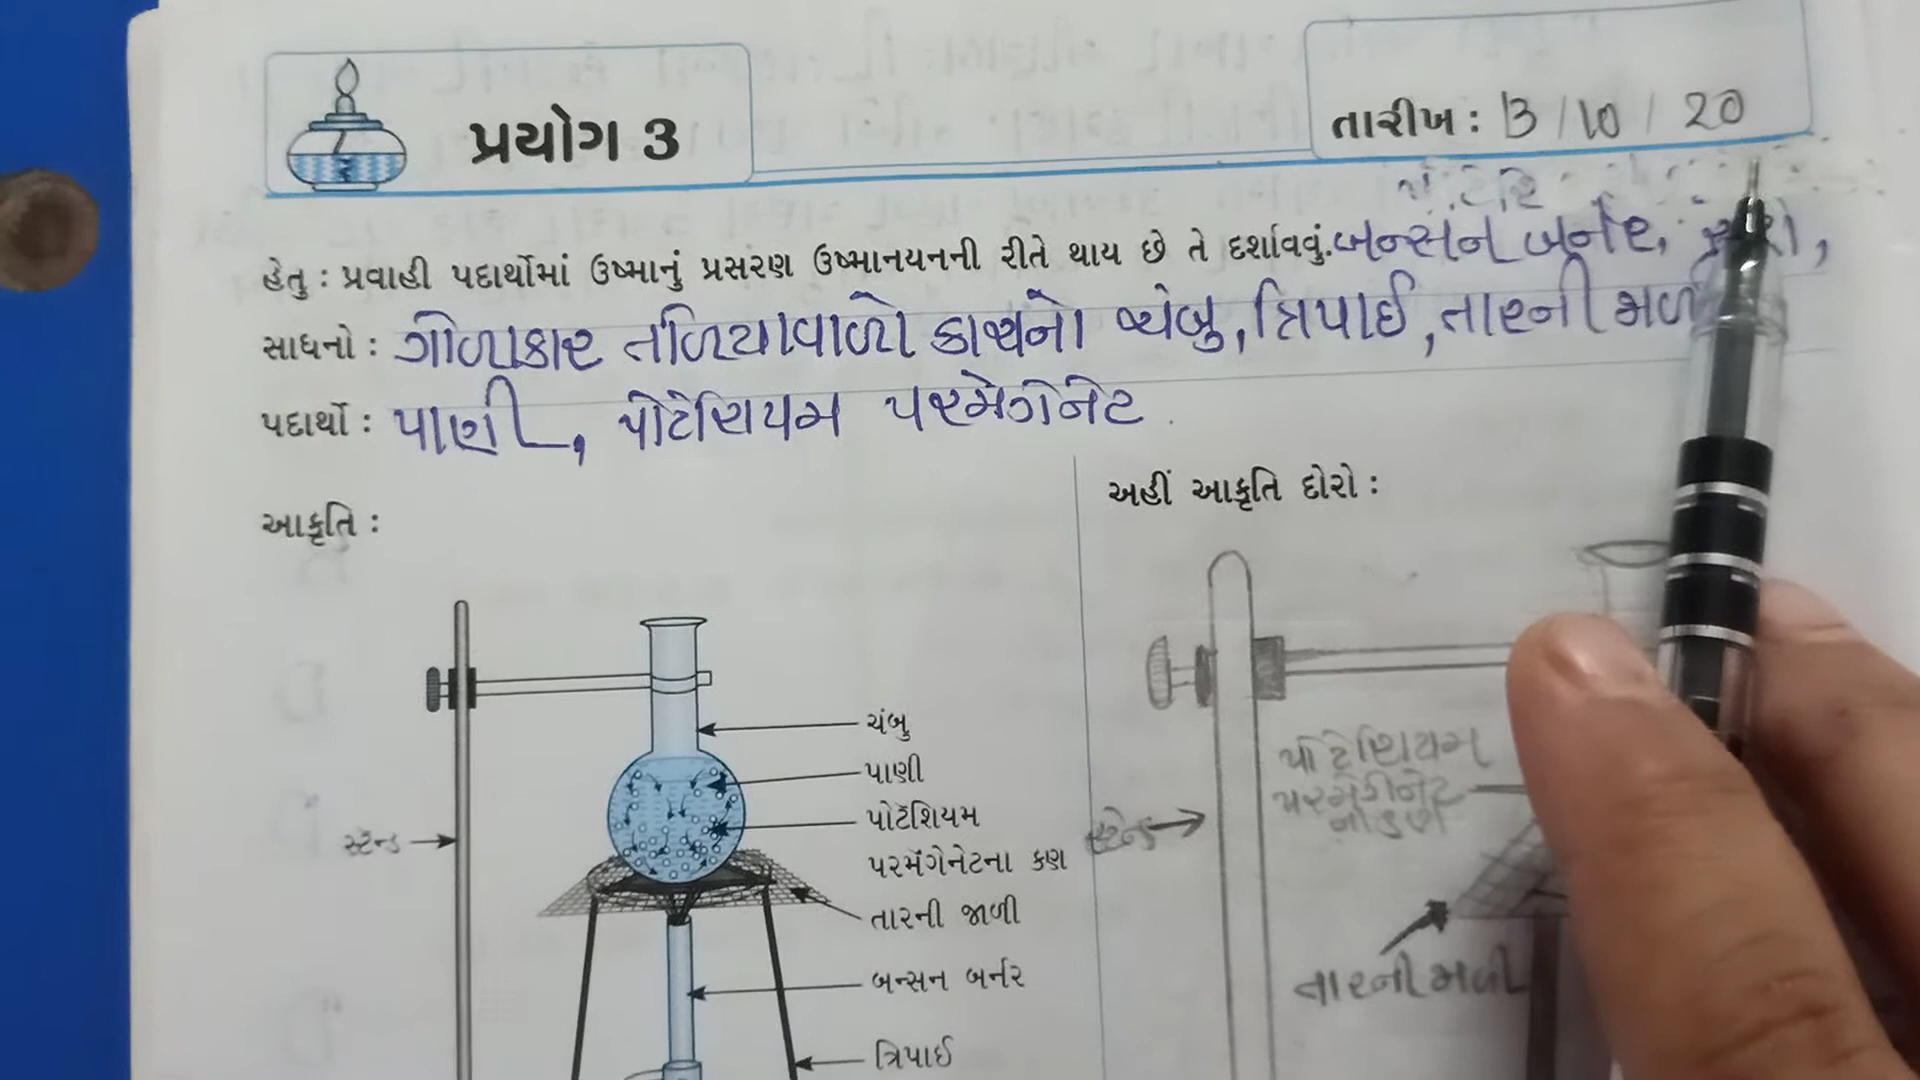 પ્રયોગ 3
તારીખ : 13 / 10 / 20
હેતુ : પ્રવાહી પદાર્થોમાં ઉષ્માનું પ્રસરણ ઉષ્માનયનની રીતે થાય છે તે દર્શાવવું. બન્સન બર્નર,
સાધનો : ગોળાકાર તળિયાવાળો કાચનો ચંબુ, ત્રિપાઈ, તારની
પદાર્થો : પાણી, પોટેશિયમ પરમેગેનેટ
આકૃતિ :
ચંબુ
પાણી
પોટૅશિયમ
પરમેંગેનેટના કણ
તારની જાળી
બન્સન બર્નર
ત્રિપાઈ
સ્ટૅન્ડ
અહીં આકૃતિ દોરો :
પોટેશિયમ
પરમેગેનેટ
સ્ટેન્ડ
તારની જાળી